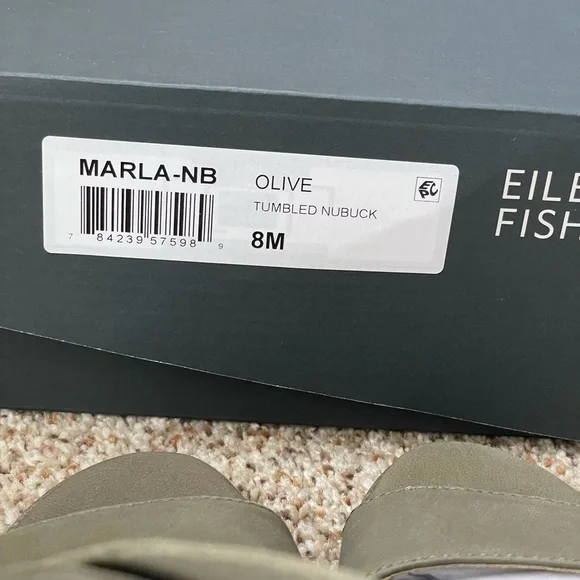 MARLA-NB
OLIVE
TUMBLED NUBUCK
7 84239 57598 9
8M
EILE
FISH